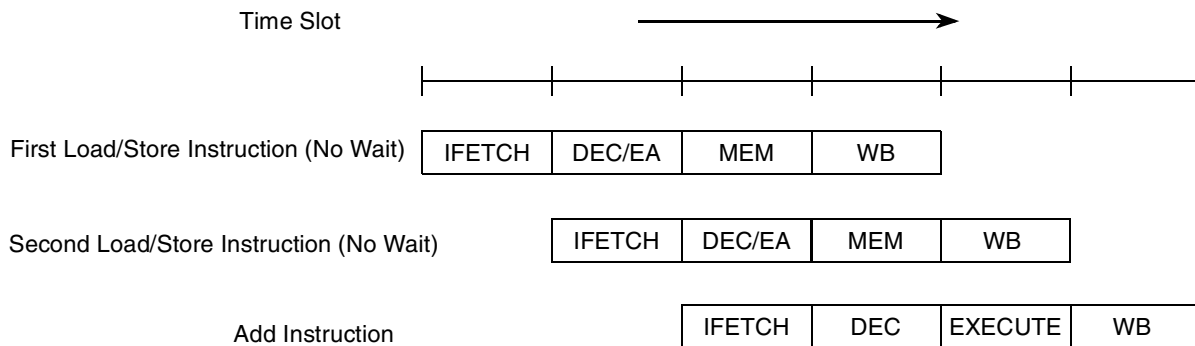 Time Slot
First Load/Store Instruction (No Wait) IFETCH DEC/EA MEM WB
Second Load/Store Instruction (No Wait) IFETCH DEC/EA MEM WB
Add Instruction IFETCH DEC EXECUTE WB